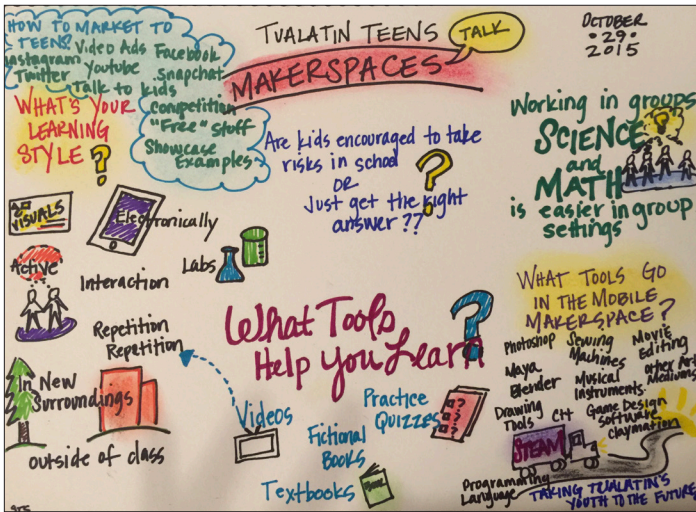 HOW TO MARKET TO
TEENS?
Video Ads
Facebook
Instagram
Youtube
Snapchat
Twitter
Talk to kids
Competition
"Free" Stuff
Showcase
Examples
TUALATIN TEENS
TALK
MAKERSPACES
OCTOBER
• 29 •
2015
WHAT'S YOUR
LEARNING
STYLE?
VISUALS
Electronically
Active
Interaction
Labs
Repetition
Repetition
In New
Surroundings
outside of class
Are kids encouraged to take
risks in school
OR
Just get the right
answer??
?
Working in groups
SCIENCE
and
MATH
is easier in group
settings
?
What Tools
Help You Learn
?
Videos
Fictional
BOOKS
Textbooks
Practice
Quizzes
WHAT TOOLS GO
IN THE MOBILE
MAKERSPACE?
Photoshop
Sewing
Machines
Movie
Editing
Maya
Blender
Musical
Instruments
other Art
Mediums
Drawing
Tools
C++
Game Design
Software
claymation
STEAM
Programming
Language
TAKING TUALATIN'S
YOUTH TO THE FUTURE